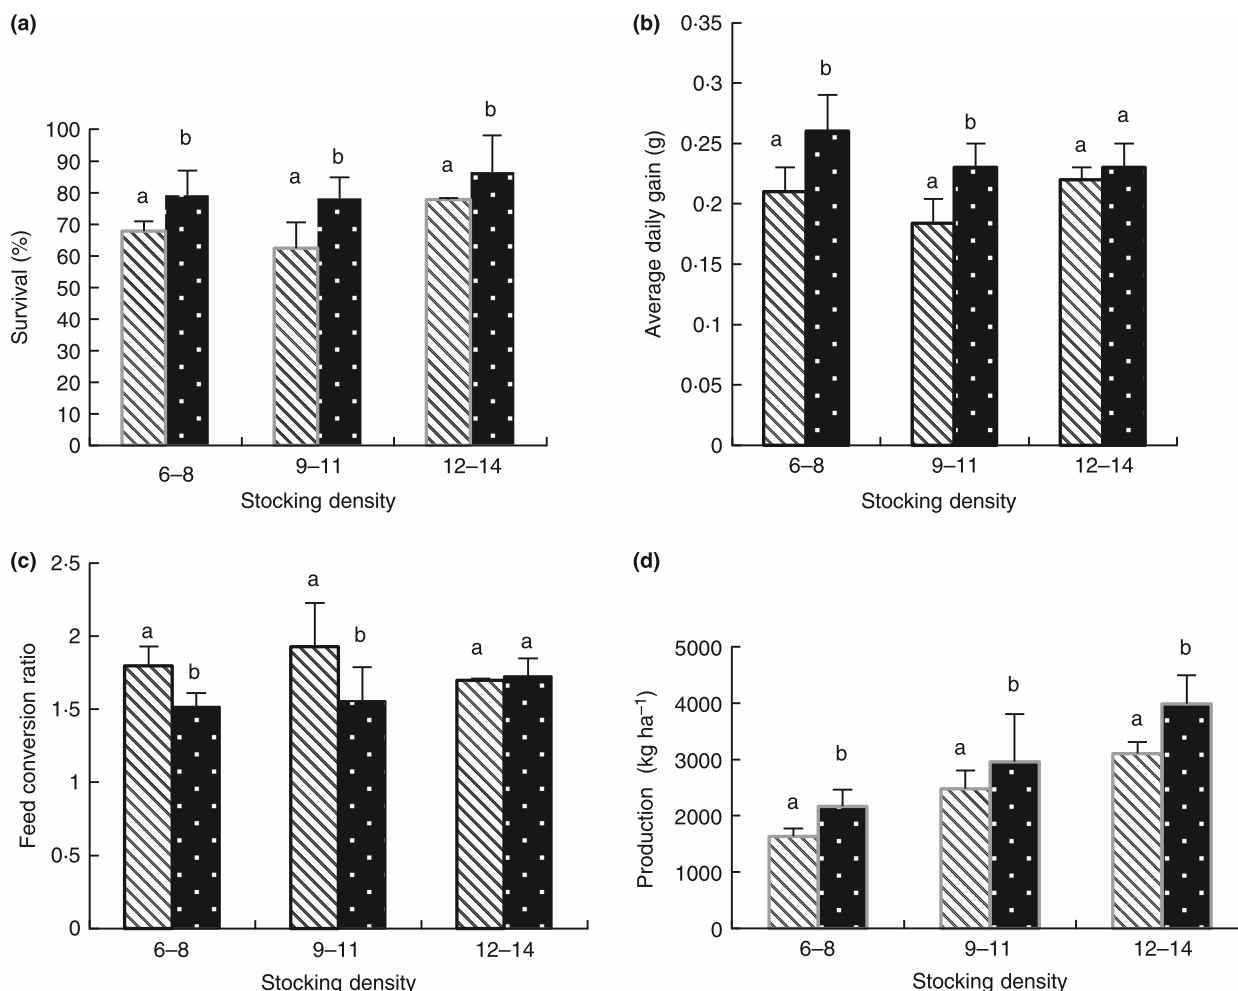 (a)
Survival (%)
100
90
80
70
60
50
40
30
20
10
0
a
b
a
b
a
b
6–8
9–11
12–14
Stocking density
(b)
Average daily gain (g)
0·35
0·3
0·25
0·2
0·15
0·1
0·05
0
a
b
a
b
a
a
6–8
9–11
12–14
Stocking density
(c)
Feed conversion ratio
2·5
2
1·5
1
0·5
0
a
b
a
b
a
a
6–8
9–11
12–14
Stocking density
(d)
Production (kg ha⁻¹)
5000
4000
3000
2000
1000
0
a
b
a
b
a
b
6–8
9–11
12–14
Stocking density